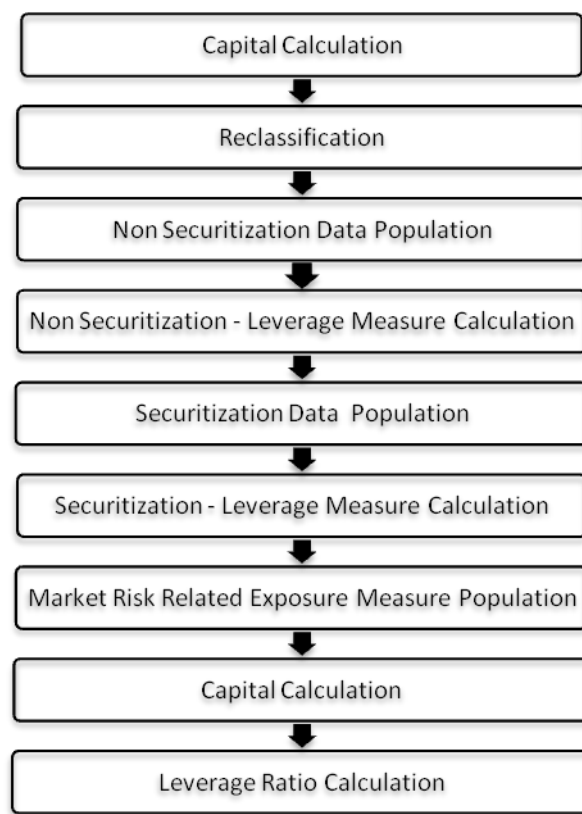 Capital Calculation
Reclassification
Non Securitization Data Population
Non Securitization - Leverage Measure Calculation
Securitization Data Population
Securitization - Leverage Measure Calculation
Market Risk Related Exposure Measure Population
Capital Calculation
Leverage Ratio Calculation